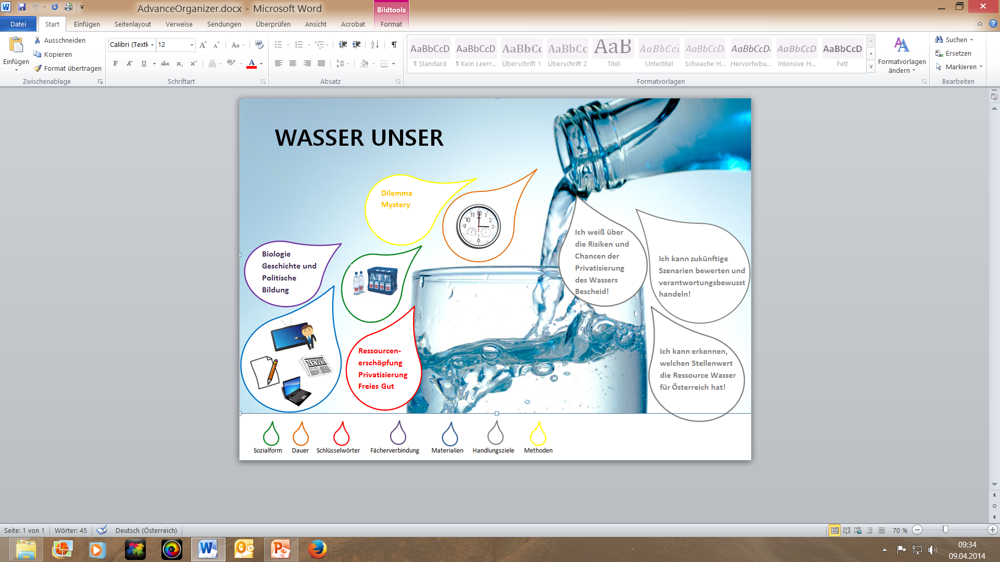 AdvanceOrganizer.docx - Microsoft Word
Bildtools
Datei
Start
Einfügen
Seitenlayout
Verweise
Sendungen
Überprüfen
Ansicht
Acrobat
Format
Einfügen
Ausschneiden
Kopieren
Format übertragen
Zwischenablage
Calibri (Textk
12
Schriftart
Absatz
AaBbCcD
¶ Standard
AaBbCcD
¶ Kein Leerr...
AaBbCc
Überschrift 1
AaBbCc
Überschrift 2
AaB
Titel
AaBbCcI
Untertitel
AaBbCcDı
Schwache H...
AaBbCcDı
Hervorhebu...
AaBbCcD
Intensive H...
AaBbCcD
Fett
Formatvorlagen
ändern
Formatvorlagen
Suchen
Ersetzen
Markieren
Bearbeiten
WASSER UNSER
Dilemma
Mystery
Biologie
Geschichte und
Politische
Bildung
Ich weiß über
die Risiken und
Chancen der
Privatisierung
des Wassers
Bescheid!
Ich kann zukünftige
Szenarien bewerten und
verantwortungsbewusst
handeln!
NEWS
Ressourcen-
erschöpfung
Privatisierung
Freies Gut
Ich kann erkennen,
welchen Stellenwert
die Ressource Wasser
für Österreich hat!
Sozialform
Dauer
Schlüsselwörter
Fächerverbindung
Materialien
Handlungsziele
Methoden
Seite: 1 von 1
Wörter: 45
Deutsch (Österreich)
70 %
09:34
09.04.2014